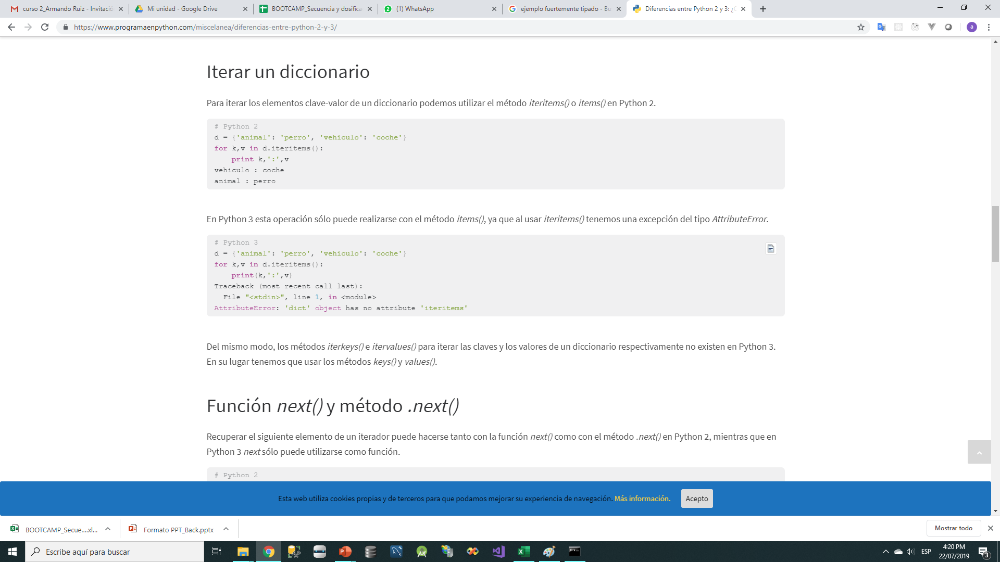 curso 2_Armando Ruiz - Invitació
Mi unidad - Google Drive
BOOTCAMP_Secuencia y dosifica
(1) WhatsApp
ejemplo fuertemente tipado - Bu
Diferencias entre Python 2 y 3: ¿C
https://www.programaenpython.com/miscelanea/diferencias-entre-python-2-y-3/
a
Iterar un diccionario
Para iterar los elementos clave-valor de un diccionario podemos utilizar el método iteritems() o items() en Python 2.
# Python 2
d = {'animal': 'perro', 'vehiculo': 'coche'}
for k,v in d.iteritems():
    print k,':',v
vehiculo : coche
animal : perro
En Python 3 esta operación sólo puede realizarse con el método items(), ya que al usar iteritems() tenemos una excepción del tipo AttributeError.
# Python 3
d = {'animal': 'perro', 'vehiculo': 'coche'}
for k,v in d.iteritems():
    print(k,':',v)
Traceback (most recent call last):
  File "<stdin>", line 1, in <module>
AttributeError: 'dict' object has no attribute 'iteritems'
Del mismo modo, los métodos iterkeys() e itervalues() para iterar las claves y los valores de un diccionario respectivamente no existen en Python 3.
En su lugar tenemos que usar los métodos keys() y values().
Función next() y método .next()
Recuperar el siguiente elemento de un iterador puede hacerse tanto con la función next() como con el método .next() en Python 2, mientras que en
Python 3 next sólo puede utilizarse como función.
# Python 2
Esta web utiliza cookies propias y de terceros para que podamos mejorar su experiencia de navegación. Más información.
Acepto
BOOTCAMP_Secue....xl...
Formato PPT_Back.pptx
Mostrar todo
Escribe aquí para buscar
ESP
4:20 PM
22/07/2019
3